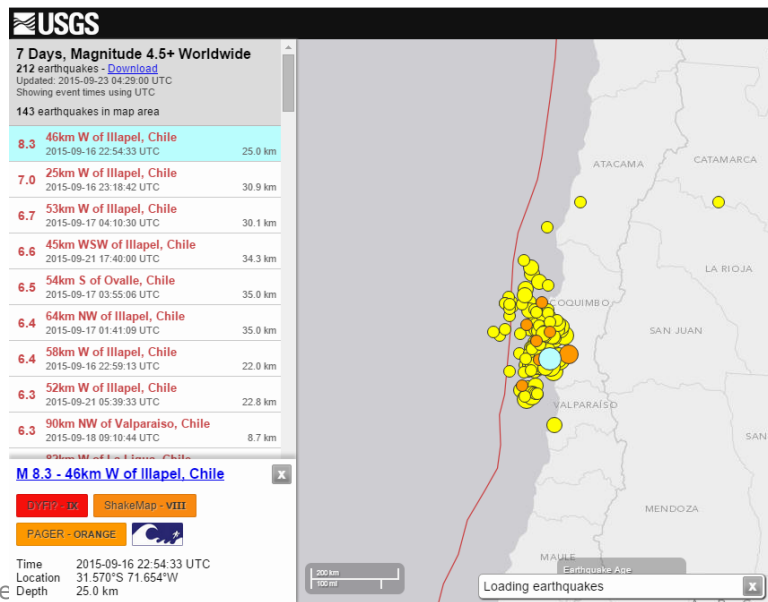 USGS
7 Days, Magnitude 4.5+ Worldwide
212 earthquakes - Download
Updated: 2015-09-23 04:29:00 UTC
Showing event times using UTC
143 earthquakes in map area
8.3 46km W of Illapel, Chile
2015-09-16 22:54:33 UTC 25.0 km
7.0 25km W of Illapel, Chile
2015-09-16 23:18:42 UTC 30.9 km
6.7 53km W of Illapel, Chile
2015-09-17 04:10:30 UTC 30.1 km
6.6 45km WSW of Illapel, Chile
2015-09-21 17:40:00 UTC 34.3 km
6.5 54km S of Ovalle, Chile
2015-09-17 03:55:06 UTC 35.0 km
6.4 64km NW of Illapel, Chile
2015-09-17 01:41:09 UTC 35.0 km
6.4 58km W of Illapel, Chile
2015-09-16 22:59:13 UTC 22.0 km
6.3 52km W of Illapel, Chile
2015-09-21 05:39:33 UTC 22.8 km
6.3 90km NW of Valparaiso, Chile
2015-09-18 09:10:44 UTC 8.7 km
M 8.3 - 46km W of Illapel, Chile
X
DYFI? - IX
ShakeMap - VIII
PAGER - ORANGE
Time 2015-09-16 22:54:33 UTC
Location 31.570°S 71.654°W
Depth 25.0 km
ATACAMA
CATAMARCA
LA RIOJA
COQUIMBO
SAN JUAN
VALPARAÍSO
SAN
MENDOZA
MAULE
200 km
100 mi
Earthquake Age
Loading earthquakes
X